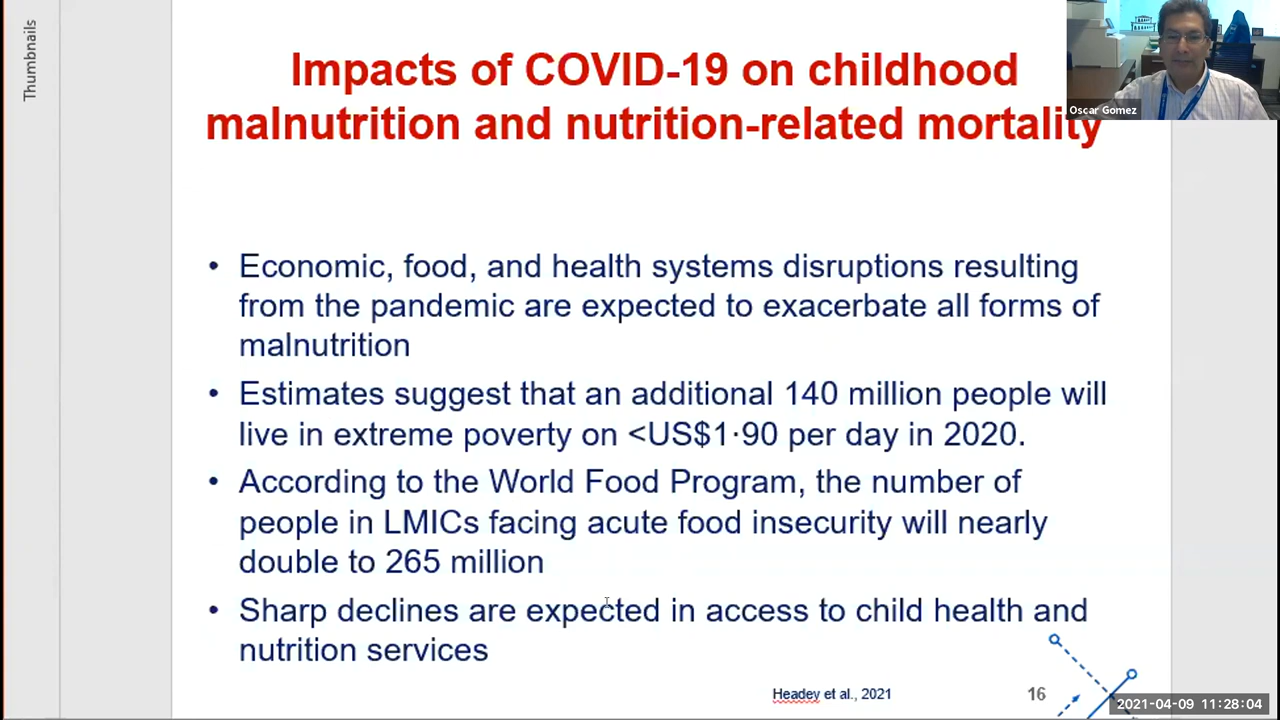 Thumbnails
Impacts of COVID-19 on childhood
malnutrition and nutrition-related mortality
Oscar Gomez
• Economic, food, and health systems disruptions resulting
from the pandemic are expected to exacerbate all forms of
malnutrition
• Estimates suggest that an additional 140 million people will
live in extreme poverty on <US$1·90 per day in 2020.
• According to the World Food Program, the number of
people in LMICs facing acute food insecurity will nearly
double to 265 million
• Sharp declines are expected in access to child health and
nutrition services
Headey et al., 2021
16
2021-04-09 11:28:04